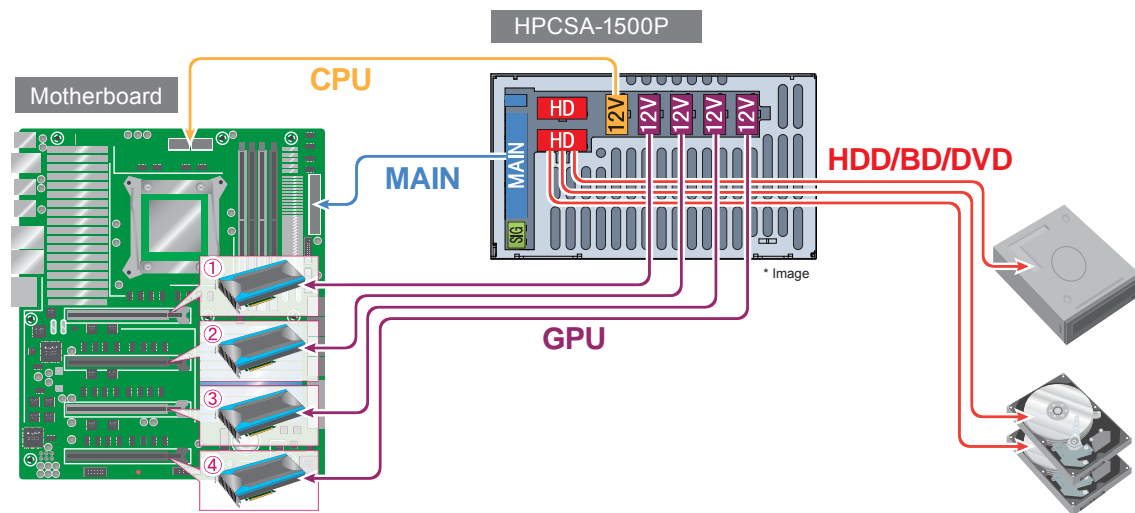 HPCSA-1500P
CPU
Motherboard
HD
12V
12V
12V
12V
12V
HD
MAIN
MAIN
HDD/BD/DVD
SIG
* Image
①
②
GPU
③
④